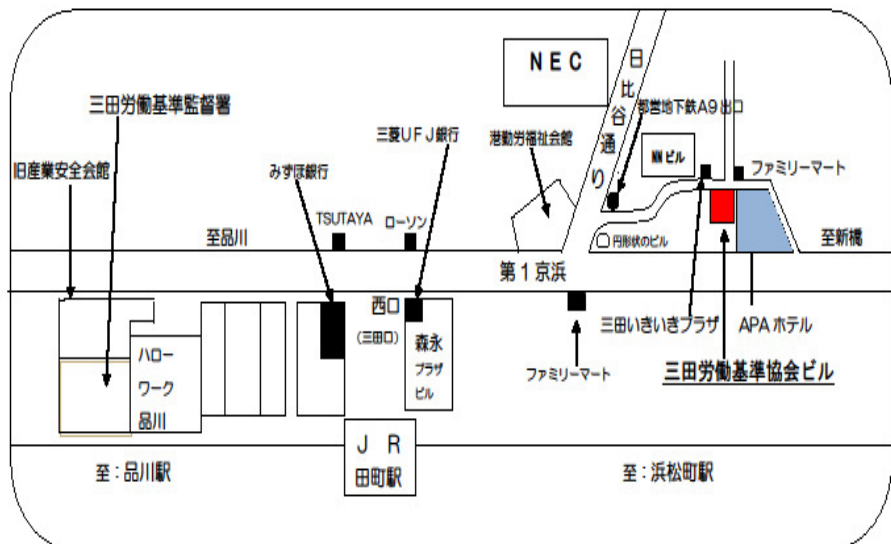 NEC
日比谷通り
三田労働基準監督署
都営地下鉄A9出口
三菱UFJ銀行
港勤労福祉会館
NNビル
ファミリーマート
旧産業安全会館
みずほ銀行
TSUTAYA
ローソン
至品川
円形状のビル
至新橋
第1京浜
西口
(三田口)
三田いきいきプラザ
APAホテル
森永
プラザ
ビル
ハロー
ワーク
品川
ファミリーマート
三田労働基準協会ビル
JR
田町駅
至:品川駅
至:浜松町駅